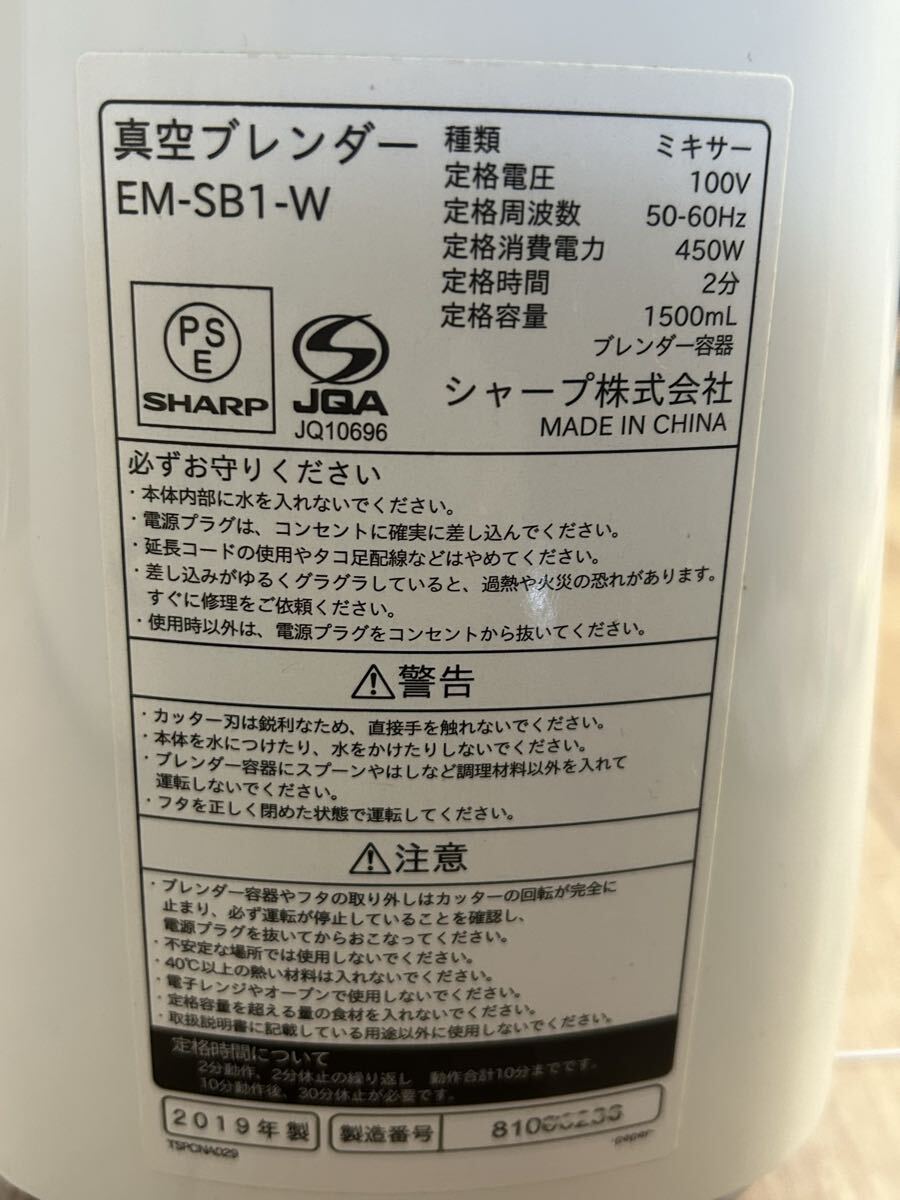 真空ブレンダー
EM-SB1-W
種類 ミキサー
定格電圧 100V
定格周波数 50-60Hz
定格消費電力 450W
定格時間 2分
定格容量 1500mL
ブレンダー容器
シャープ株式会社
MADE IN CHINA
PS
E
SHARP
JQA
JQ10696
必ずお守りください
・本体内部に水を入れないでください。
・電源プラグは、コンセントに確実に差し込んでください。
・延長コードの使用やタコ足配線などはやめてください。
・差し込みがゆるくグラグラしていると、過熱や火災の恐れがあります。
すぐに修理をご依頼ください。
・使用時以外は、電源プラグをコンセントから抜いてください。
⚠警告
・カッター刃は鋭利なため、直接手を触れないでください。
・本体を水につけたり、水をかけたりしないでください。
・ブレンダー容器にスプーンやはしなど調理材料以外を入れて
運転しないでください。
・フタを正しく閉めた状態で運転してください。
⚠注意
・ブレンダー容器やフタの取り外しはカッターの回転が完全に
止まり、必ず運転が停止していることを確認し、
電源プラグを抜いてからおこなってください。
・不安定な場所では使用しないでください。
・40℃以上の熱い材料は入れないでください。
・電子レンジやオーブンで使用しないでください。
・定格容量を超える量の食材を入れないでください。
・取扱説明書に記載している用途以外に使用しないでください。
定格時間について
2分動作、2分休止の繰り返し 動作合計10分までです。
10分動作後、30分休止が必要です。
2019年製
製造番号
TSPCNA029